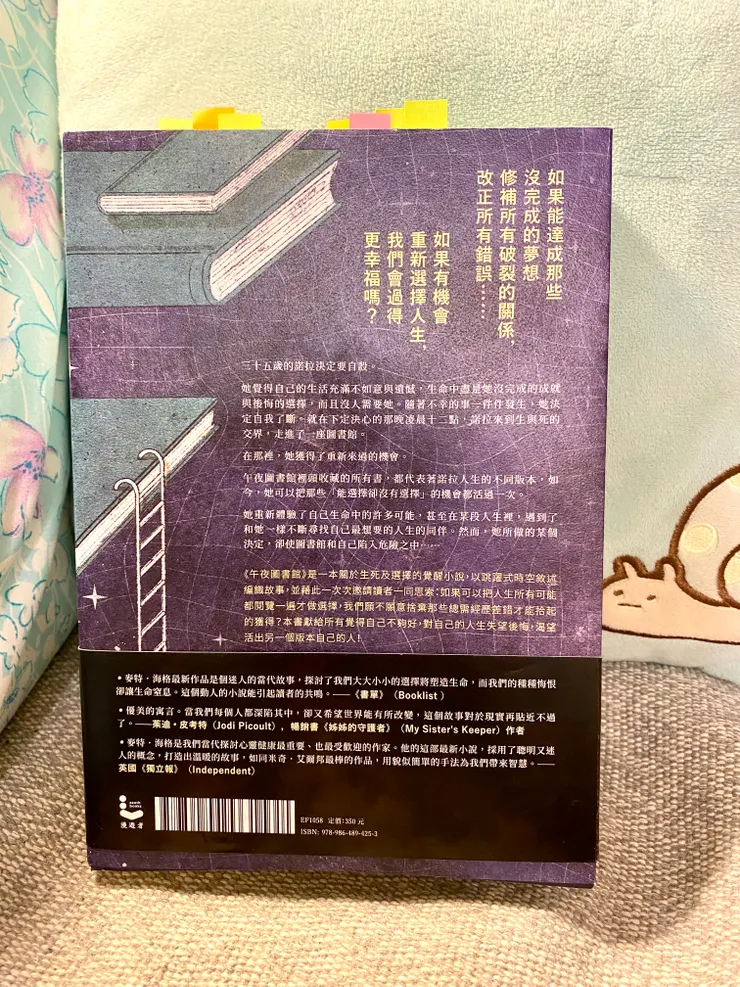 如果能達成那些
沒完成的夢想
修補所有破裂的關係，
改正所有錯誤……
如果有機會
重新選擇人生，
我們會過得
更幸福嗎？
三十五歲的諾拉決定要自殺。
她覺得自己的生活充滿不如意與遺憾，生命中盡是她沒完成的成就
與後悔的選擇，而且沒人需要她。隨著不幸的事一件件發生，她決
定自我了斷。就在下定決心的那晚凌晨十二點，諾拉來到生與死的
交界，走進了一座圖書館。
在那裡，她獲得了重新來過的機會。
午夜圖書館裡頭收藏的所有書，都代表著諾拉人生的不同版本，如
今，她可以把那些「能選擇卻沒有選擇」的機會都活過一次。
她重新體驗了自己生命中的許多可能，甚至在某段人生裡，遇到了
和她一樣不斷尋找自己最想要的人生的同伴。然而，她所做的某個
決定，卻使圖書館和自己陷入危險之中……
《午夜圖書館》是一本關於生死及選擇的覺醒小說，以跳躍式時空敘述
編織故事，並藉此一次次邀請讀者一同思索：如果可以把人生所有可能
都閱覽一遍才做選擇，我們願不願意捨棄那些總需經歷差錯才能拾起
的獲得？本書獻給所有覺得自己不夠好，對自己的人生失望後悔，渴望
活出另一個版本自己的人！
• 麥特．海格最新作品是個迷人的當代故事，探討了我們大大小小的選擇將塑造生命，而我們的種種悔恨
卻讓生命窒息。這個動人的小說能引起讀者的共鳴。——《書單》（Booklist）
• 優美的寓言。當我們每個人都深陷其中，卻又希望世界能有所改變，這個故事對於現實再貼近不過
了。——茱迪・皮考特（Jodi Picoult），暢銷書《姊姊的守護者》（My Sister's Keeper）作者
• 麥特．海格是我們當代探討心靈健康最重要、也最受歡迎的作家。他的這部最新小說，採用了聰明又迷
人的概念，打造出溫暖的故事，如同米奇・艾爾邦最棒的作品，用貌似簡單的手法為我們帶來智慧。——
英國《獨立報》（Independent）
azoth
books
漫遊者
EF1058 定價：350 元
ISBN: 978-986-489-425-3